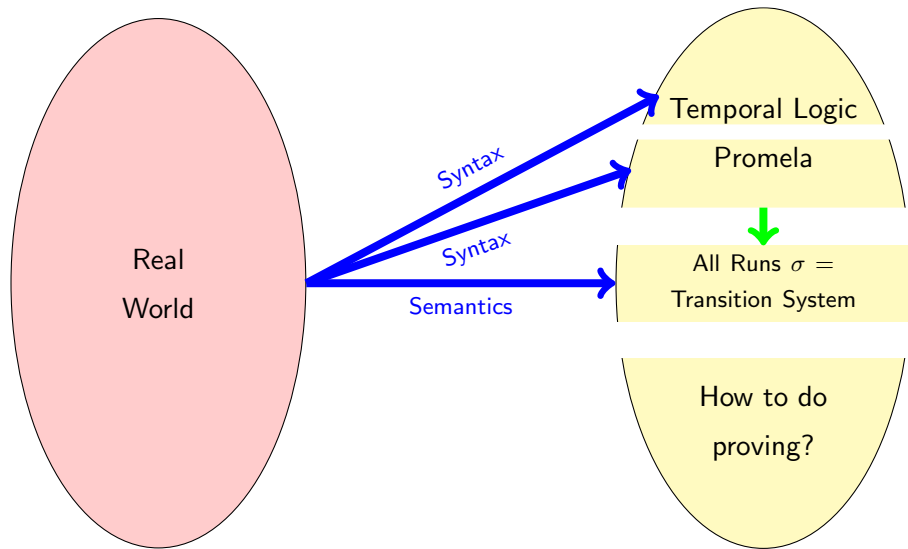 Real
World
Syntax
Syntax
Semantics
Temporal Logic
Promela
All Runs σ =
Transition System
How to do
proving?